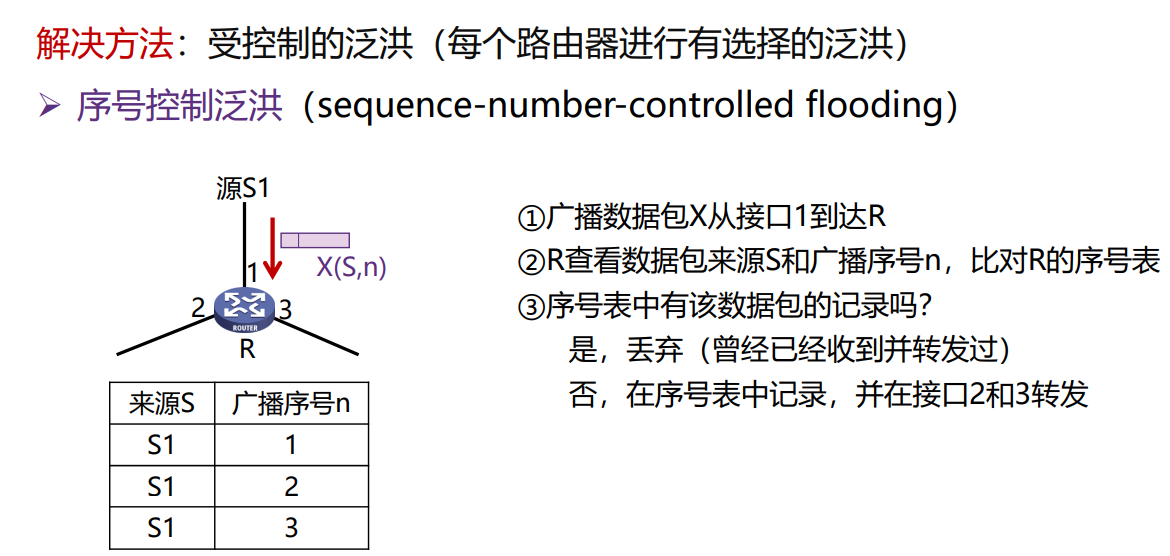 解决方法：受控制的泛洪（每个路由器进行有选择的泛洪）
➢ 序号控制泛洪（sequence-number-controlled flooding）
源S1
X(S,n)
1
2
3
ROUTER
R
来源S 广播序号n
S1 1
S1 2
S1 3
①广播数据包X从接口1到达R
②R查看数据包来源S和广播序号n，比对R的序号表
③序号表中有该数据包的记录吗？
是，丢弃（曾经已经收到并转发过）
否，在序号表中记录，并在接口2和3转发